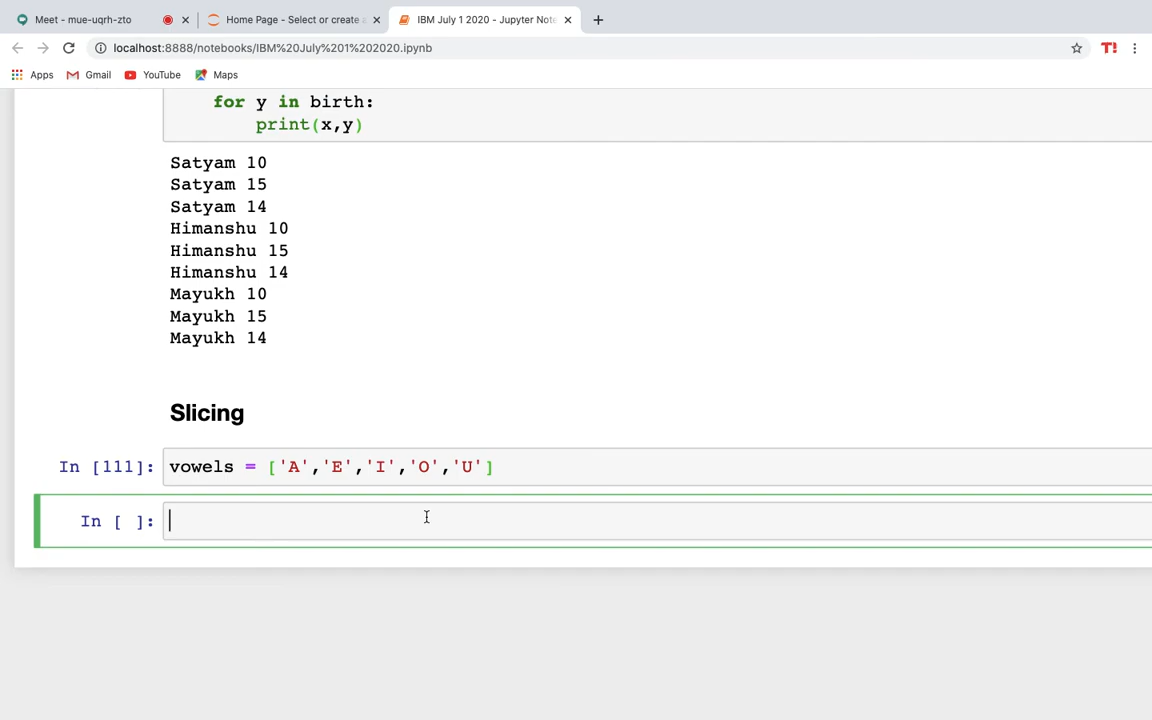 Meet - mue-uqrh-zto
Home Page - Select or create a
IBM July 1 2020 - Jupyter Note
localhost:8888/notebooks/IBM%20July%201%202020.ipynb
T!
Apps Gmail YouTube Maps
for y in birth:
print(x,y)
Satyam 10
Satyam 15
Satyam 14
Himanshu 10
Himanshu 15
Himanshu 14
Mayukh 10
Mayukh 15
Mayukh 14
Slicing
In [111]: vowels = ['A','E','I','O','U']
In [ ]: